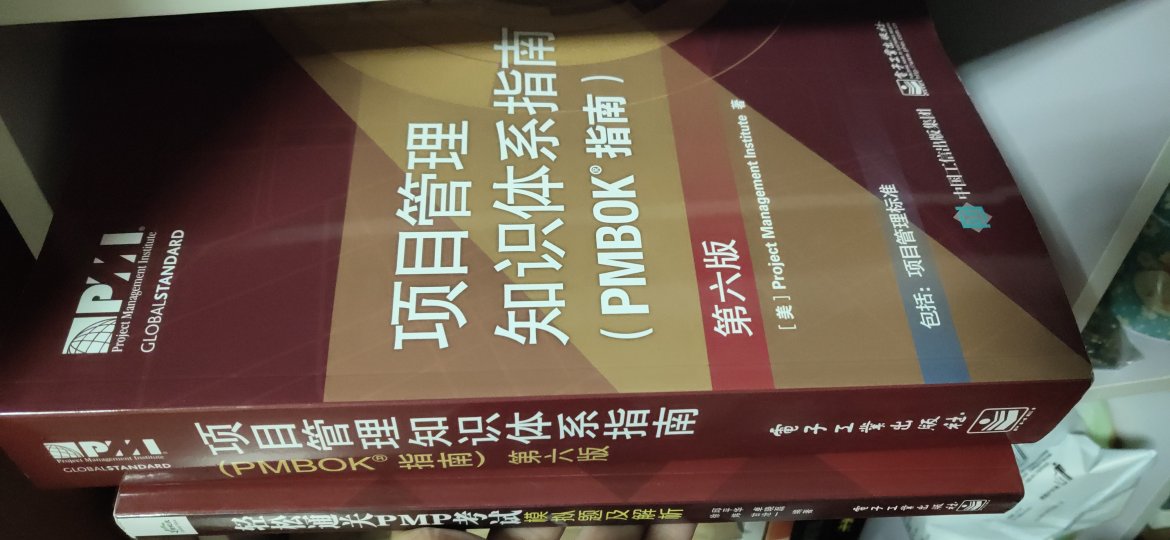 PMI®
Project Management Institute
GLOBALSTANDARD
项目管理
知识体系指南
（PMBOK®指南）
第六版
[美] Project Management Institute 著
包括：项目管理标准
中国工信出版集团
电子工业出版社
PMI
Project Management Institute
GLOBALSTANDARD
项目管理知识体系指南
（PMBOK®指南）第六版
电子工业出版社
通关PMP考试模拟题及解析
编著
电子工业出版社